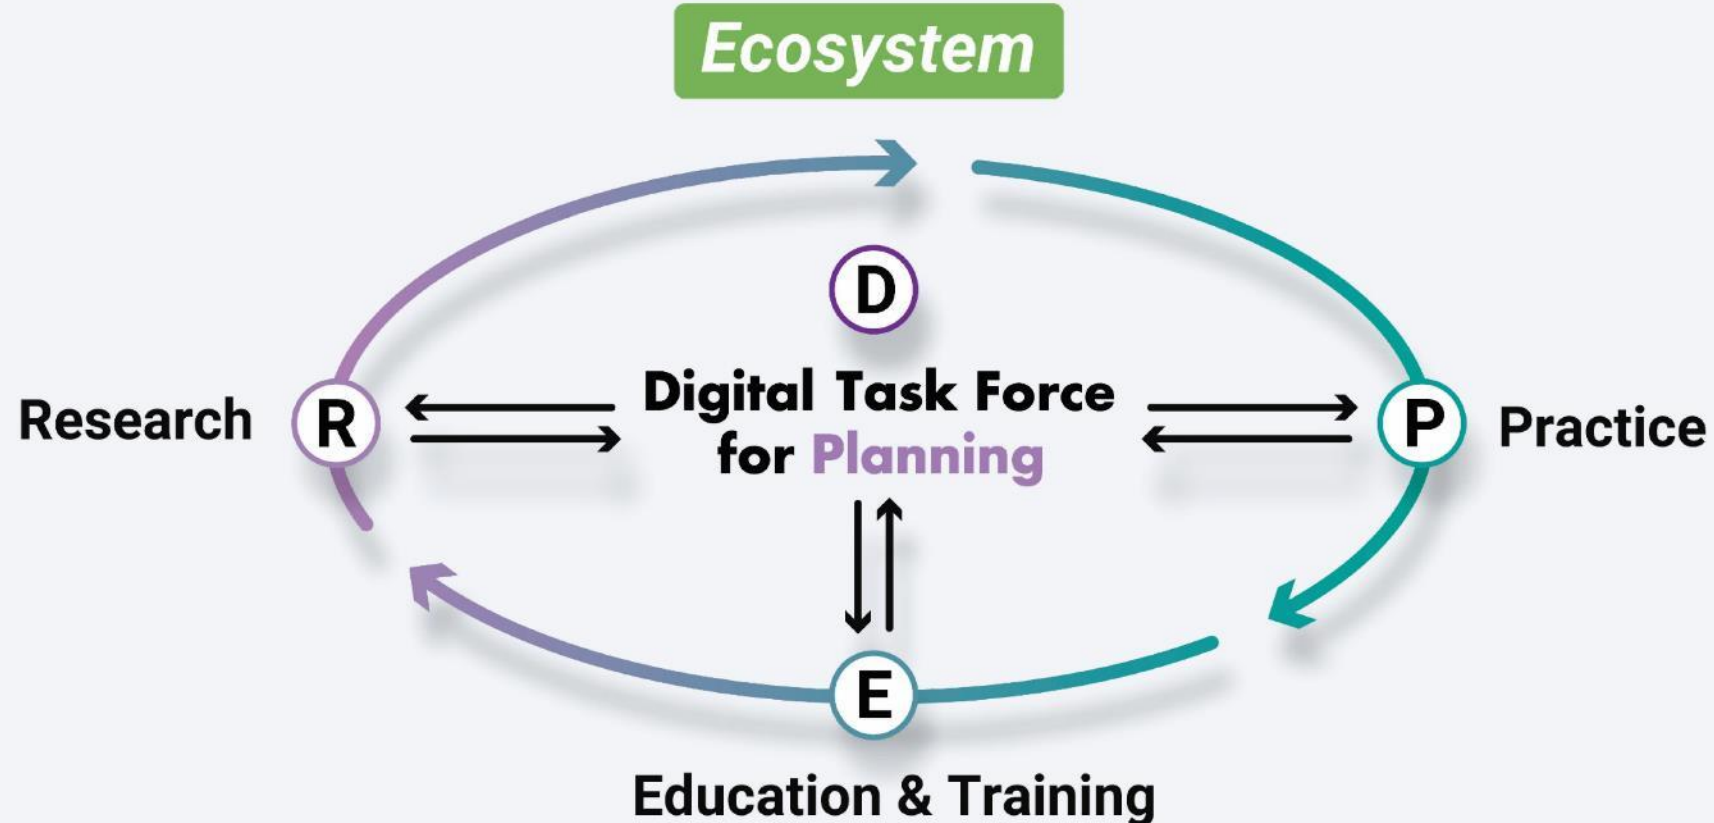 Ecosystem
D
Digital Task Force
for Planning
Research
R
P
Practice
E
Education & Training